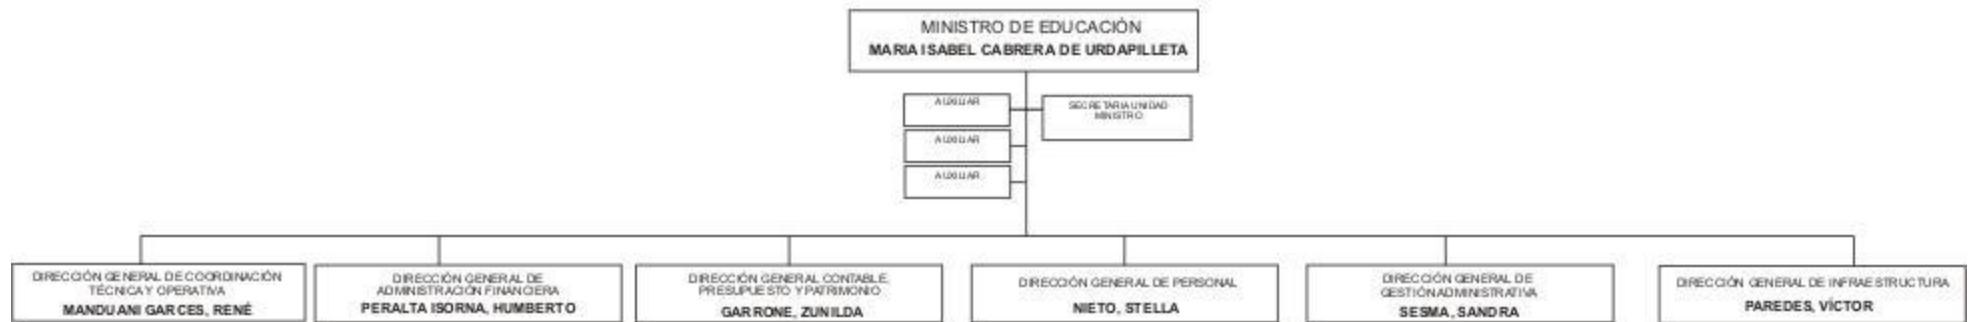 MINISTRO DE EDUCACIÓN
MARIA ISABEL CABRERA DE URDAPILLETA
AUXILIAR
SECRETARIA UNIDAD
MINISTRO
AUXILIAR
AUXILIAR
DIRECCIÓN GENERAL DE COORDINACIÓN
TÉCNICA Y OPERATIVA
MANDUANI GARCES, RENÉ
DIRECCIÓN GENERAL DE
ADMINISTRACIÓN FINANCIERA
PERALTA ISORNA, HUMBERTO
DIRECCIÓN GENERAL CONTABLE,
PRESUPUESTO Y PATRIMONIO
GARRONE, ZUNILDA
DIRECCIÓN GENERAL DE PERSONAL
NIETO, STELLA
DIRECCIÓN GENERAL DE
GESTIÓN ADMINISTRATIVA
SESMA, SANDRA
DIRECCIÓN GENERAL DE INFRAESTRUCTURA
PAREDES, VÍCTOR